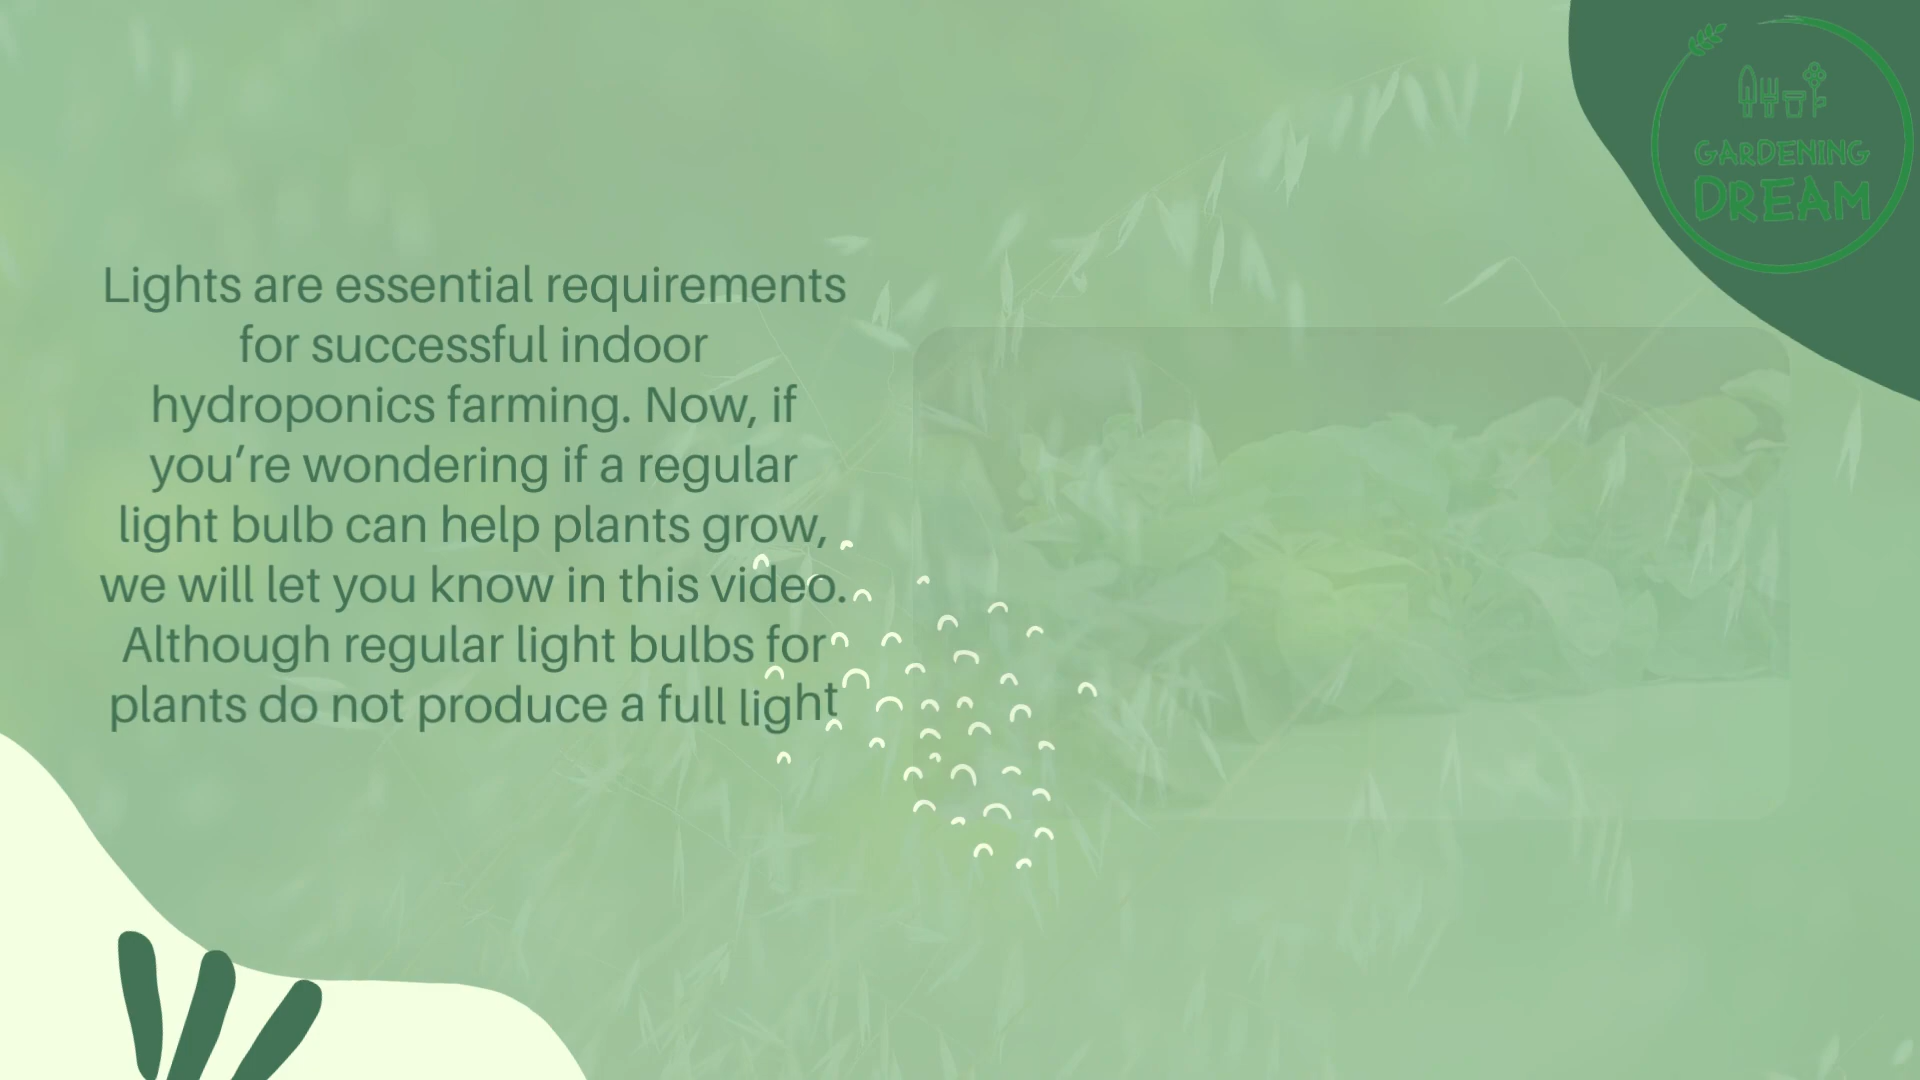 Lights are essential requirements
for successful indoor
hydroponics farming. Now, if
you’re wondering if a regular
light bulb can help plants grow,
we will let you know in this video.
Although regular light bulbs for
plants do not produce a full light
GARDENING
DREAM